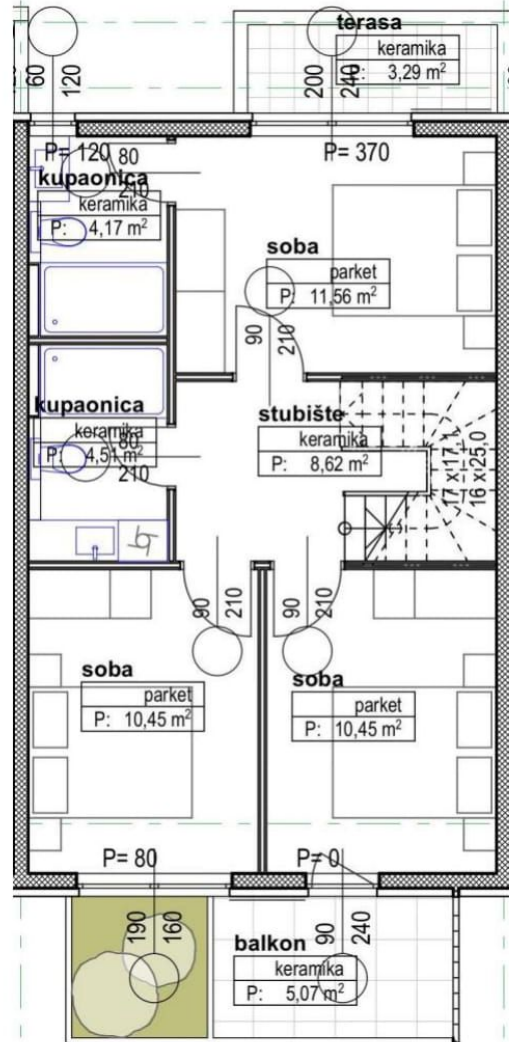 terasa
keramika
P: 3,29 m²
60
120
200
240
P= 120
80
210
P= 370
kupaonica
keramika
P: 4,17 m²
soba
parket
P: 11,56 m²
90
210
kupaonica
keramika
P: 4,51 m²
80
210
stubište
keramika
P: 8,62 m²
17 x 17,1
16 x 25,0
90
210
90
210
soba
parket
P: 10,45 m²
soba
parket
P: 10,45 m²
P= 80
P= 0
190
160
90
240
balkon
keramika
P: 5,07 m²